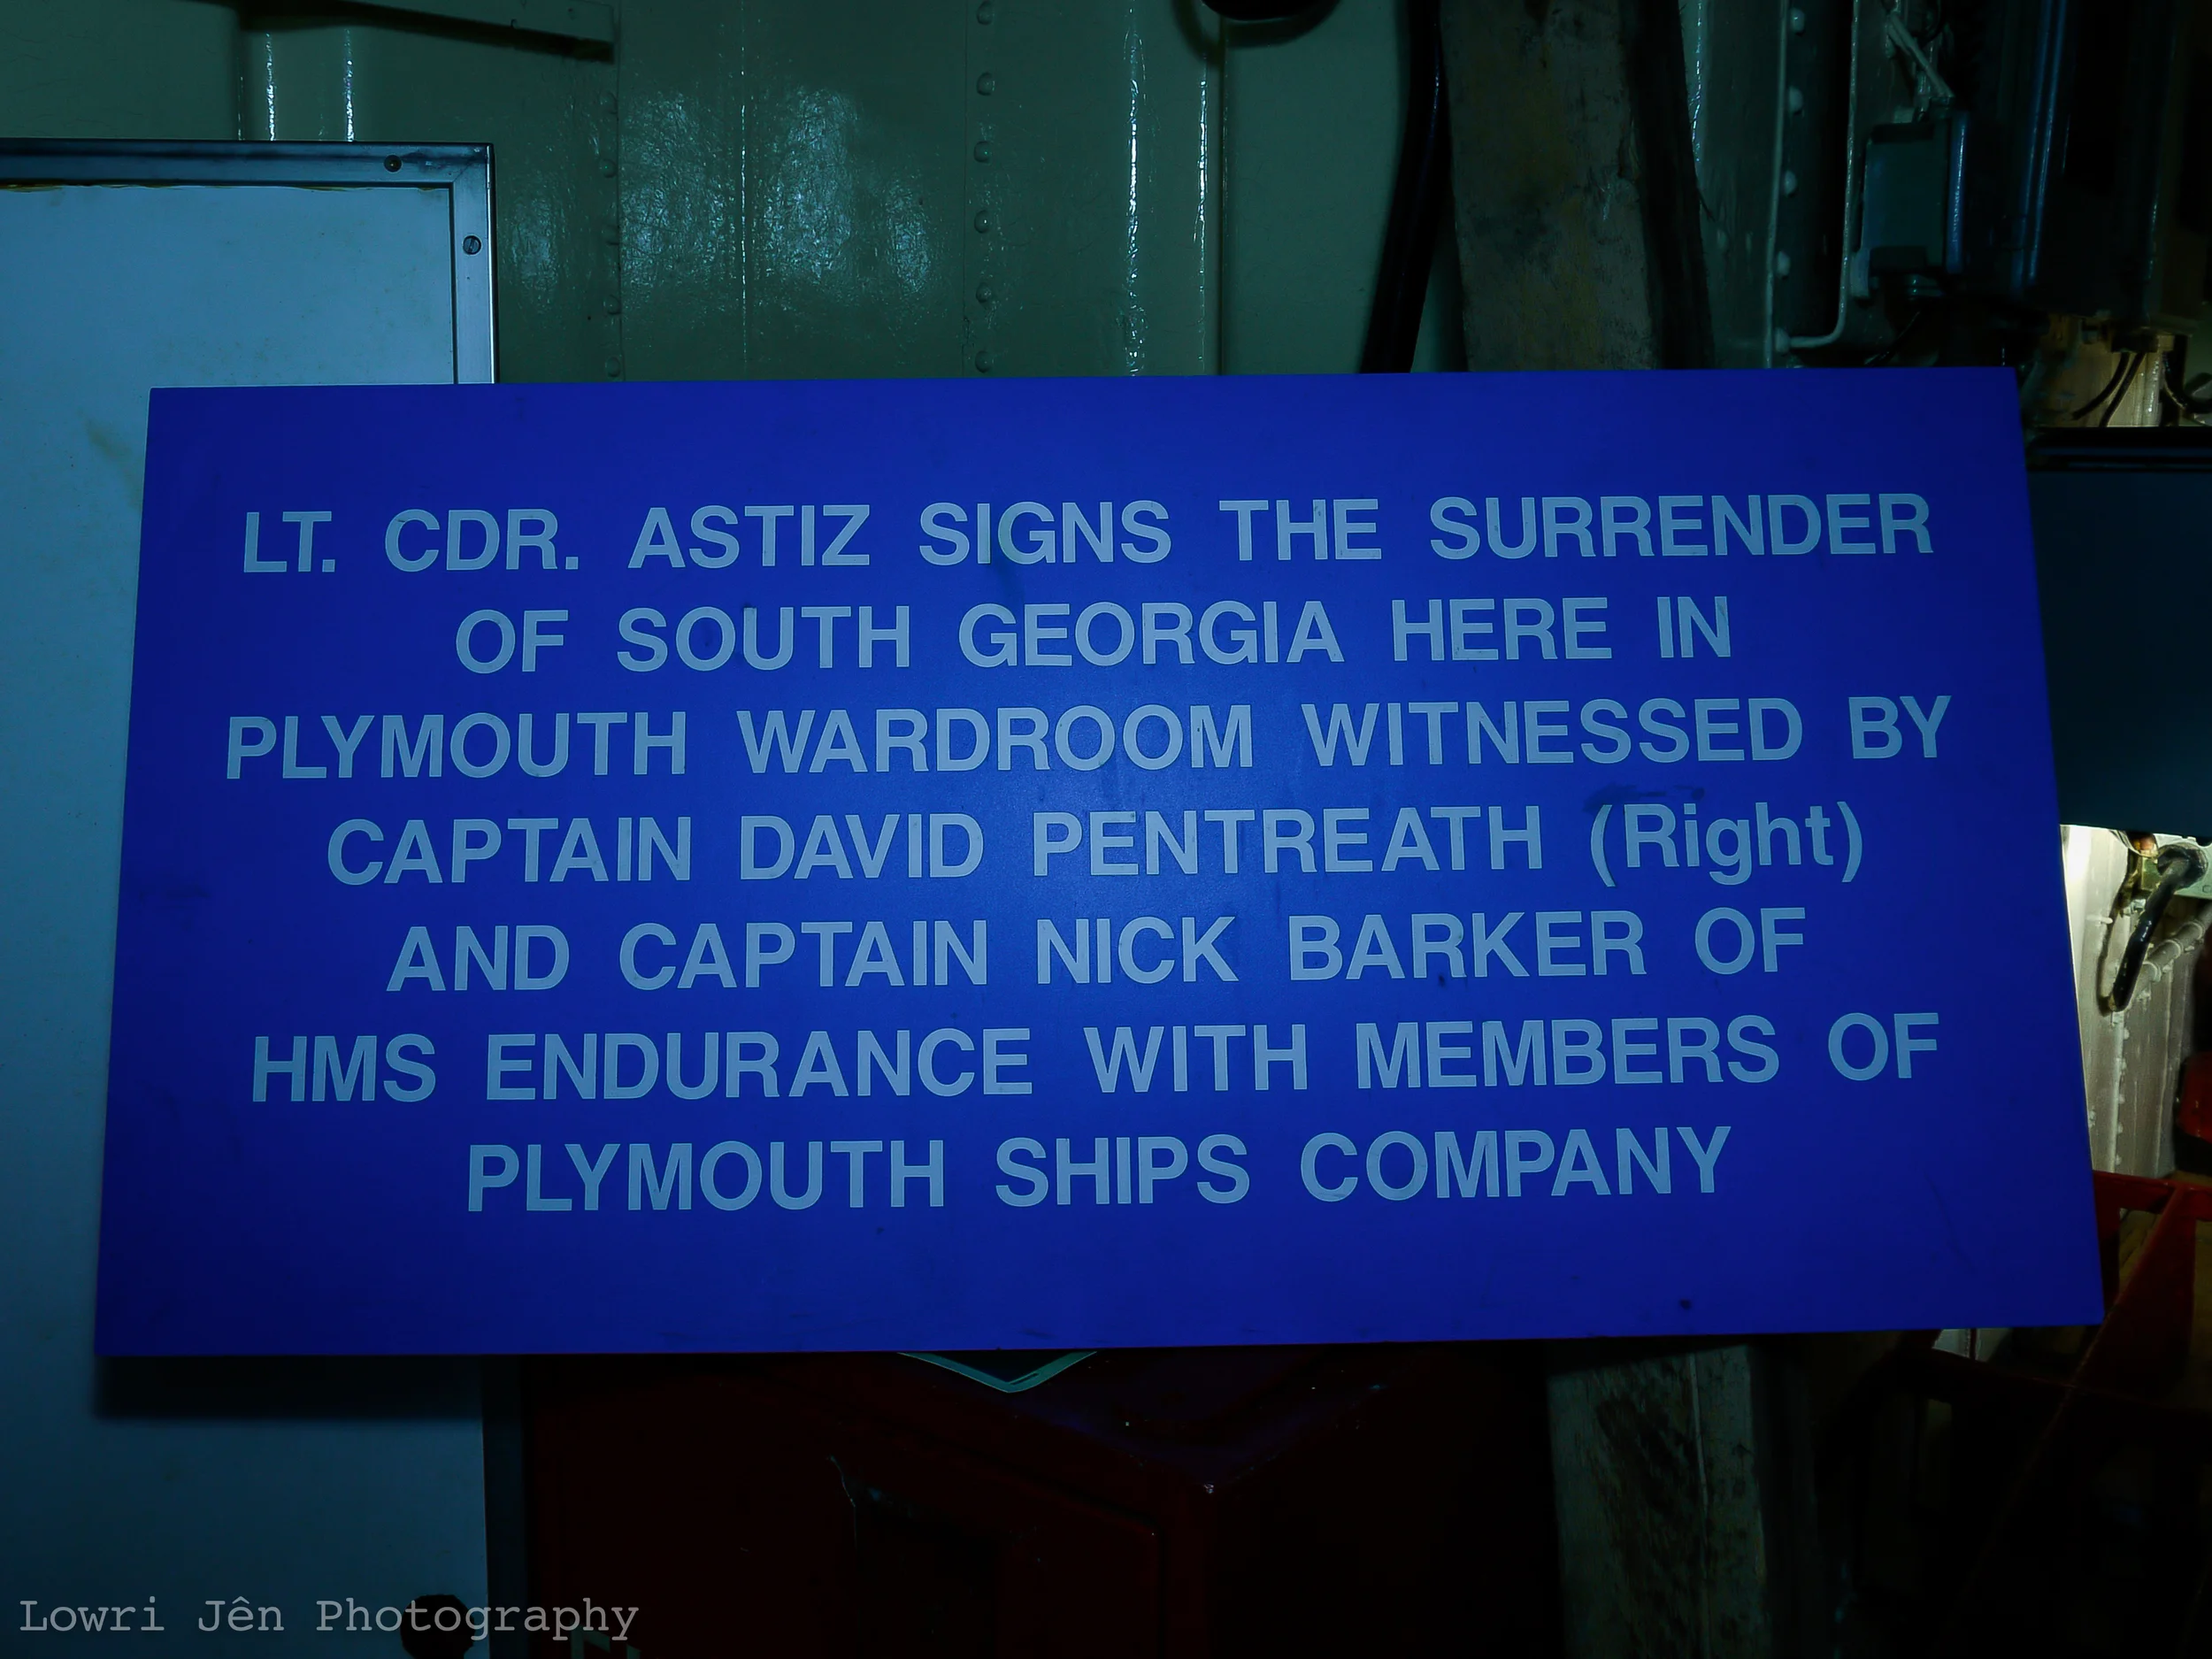 LT. CDR. ASTIZ SIGNS THE SURRENDER
OF SOUTH GEORGIA HERE IN
PLYMOUTH WARDROOM WITNESSED BY
CAPTAIN DAVID PENTREATH (Right)
AND CAPTAIN NICK BARKER OF
HMS ENDURANCE WITH MEMBERS OF
PLYMOUTH SHIPS COMPANY
Lowri Jên Photography